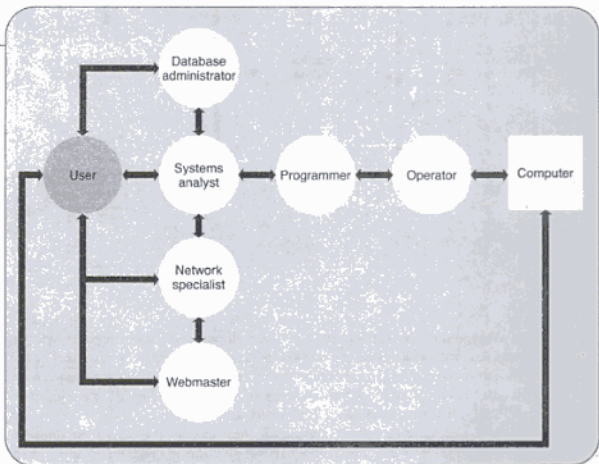 Database
administrator
User
Systems
analyst
Programmer
Operator
Computer
Network
specialist
Webmaster